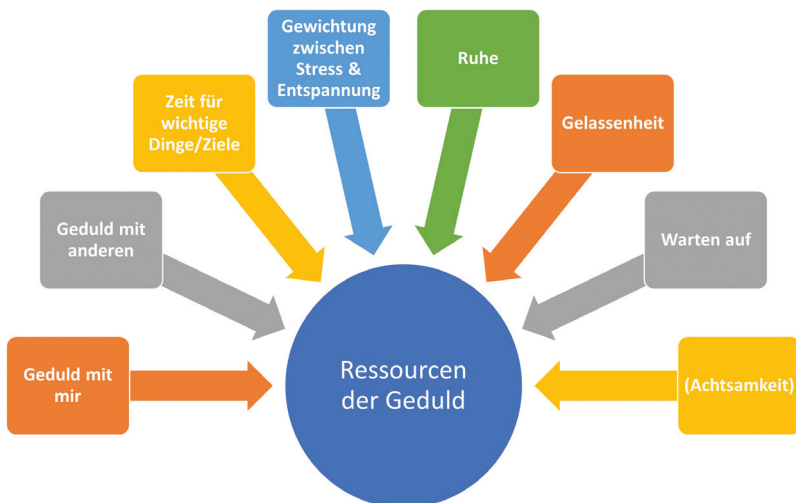 Geduld mit
mir
Geduld mit
anderen
Zeit für
wichtige
Dinge/Ziele
Gewichtung
zwischen
Stress &
Entspannung
Ruhe
Gelassenheit
Warten auf
(Achtsamkeit)
Ressourcen
der Geduld